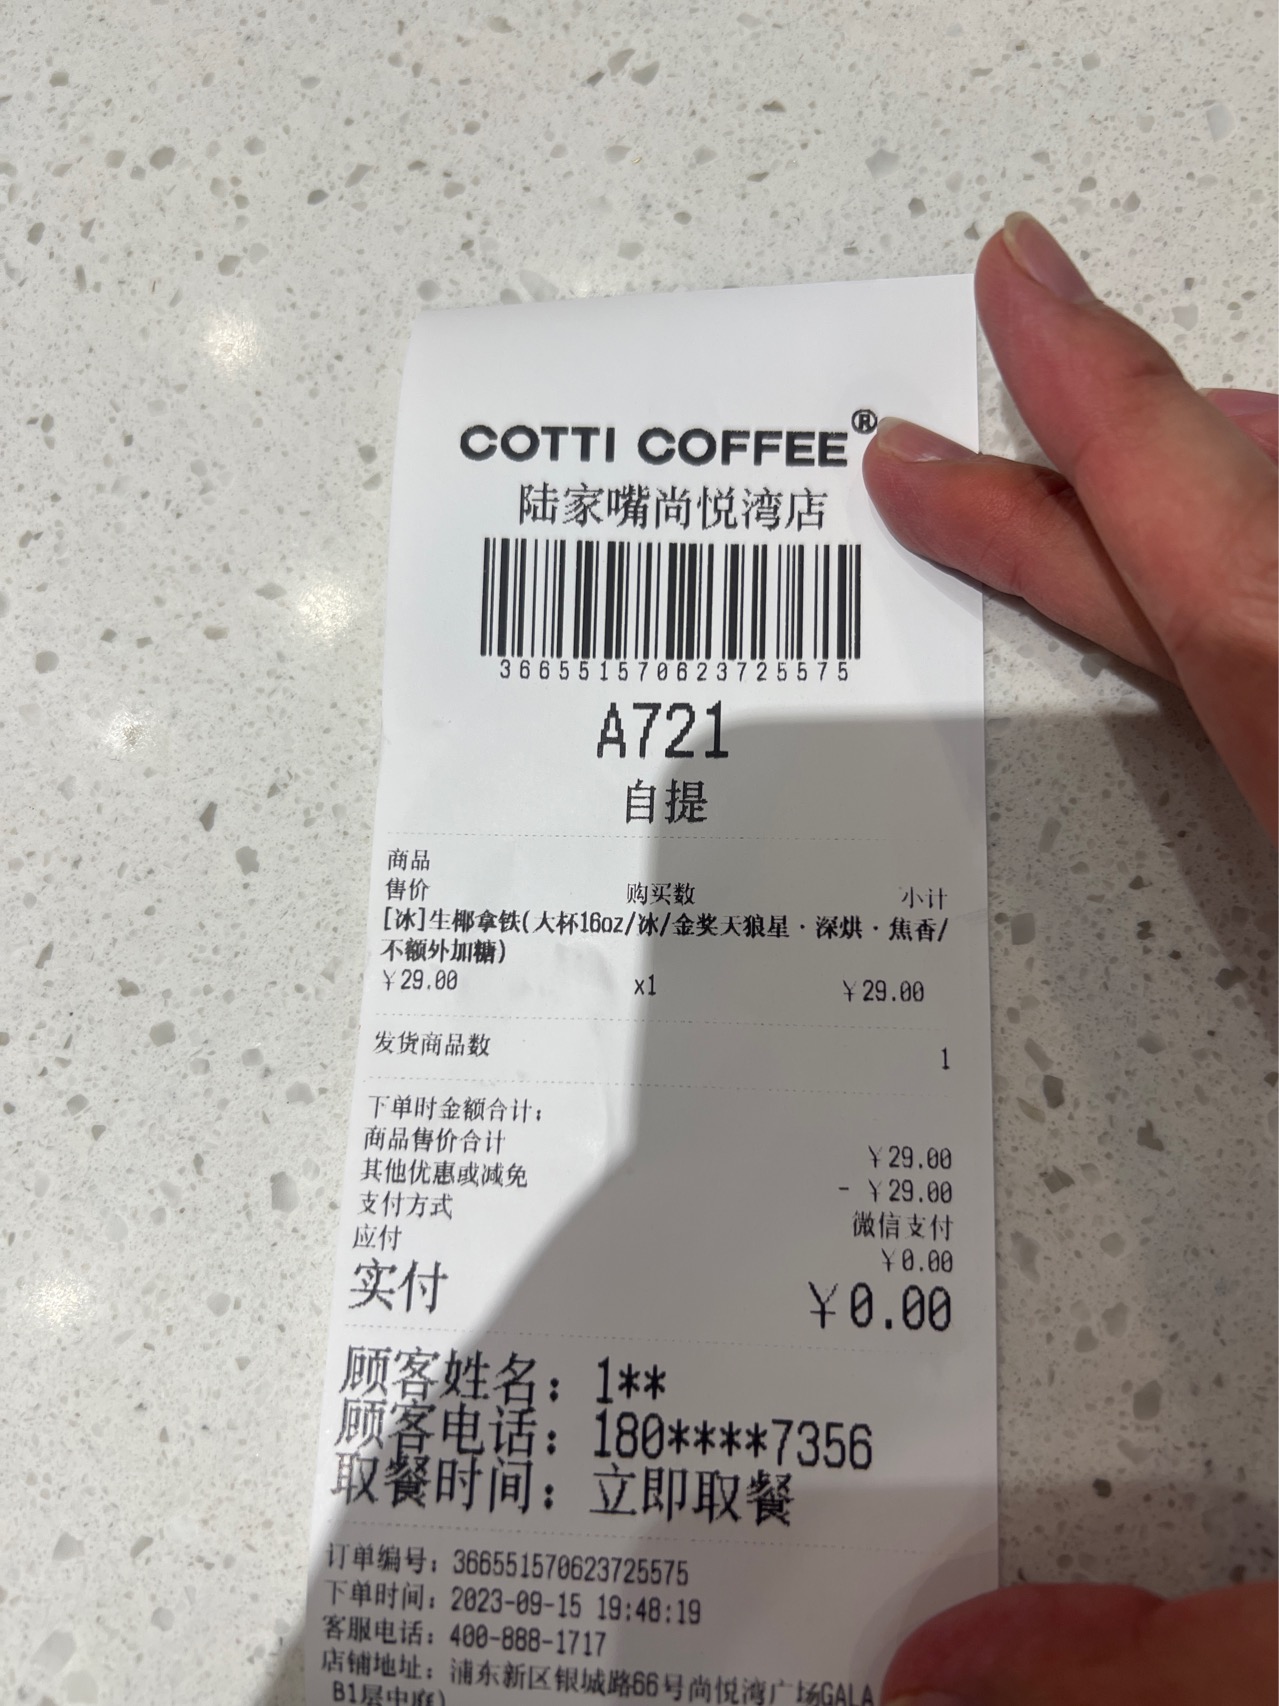 COTTI COFFEE®
陆家嘴尚悦湾店
366551570623725575
A721
自提
商品
售价 购买数 小计
[冰]生椰拿铁(大杯16oz/冰/金奖天狼星·深烘·焦香/
不额外加糖)
¥29.00 x1 ¥29.00
发货商品数 1
下单时金额合计:
商品售价合计 ¥29.00
其他优惠或减免 - ¥29.00
支付方式 微信支付
应付 ¥0.00
实付 ¥0.00
顾客姓名: 1**
顾客电话: 180****7356
取餐时间: 立即取餐
订单编号: 366551570623725575
下单时间: 2023-09-15 19:48:19
客服电话: 400-888-1717
店铺地址: 浦东新区银城路66号尚悦湾广场GALA
B1层中庭)